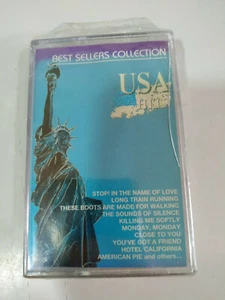 BEST SELLERS COLLECTION
USA
STOP! IN THE NAME OF LOVE
LONG TRAIN RUNNING
THESE BOOTS ARE MADE FOR WALKING
THE SOUNDS OF SILENCE
KILLING ME SOFTLY
MONDAY, MONDAY
CLOSE TO YOU
YOU'VE GOT A FRIEND
HOTEL CALIFORNIA
AMERICAN PIE and others...